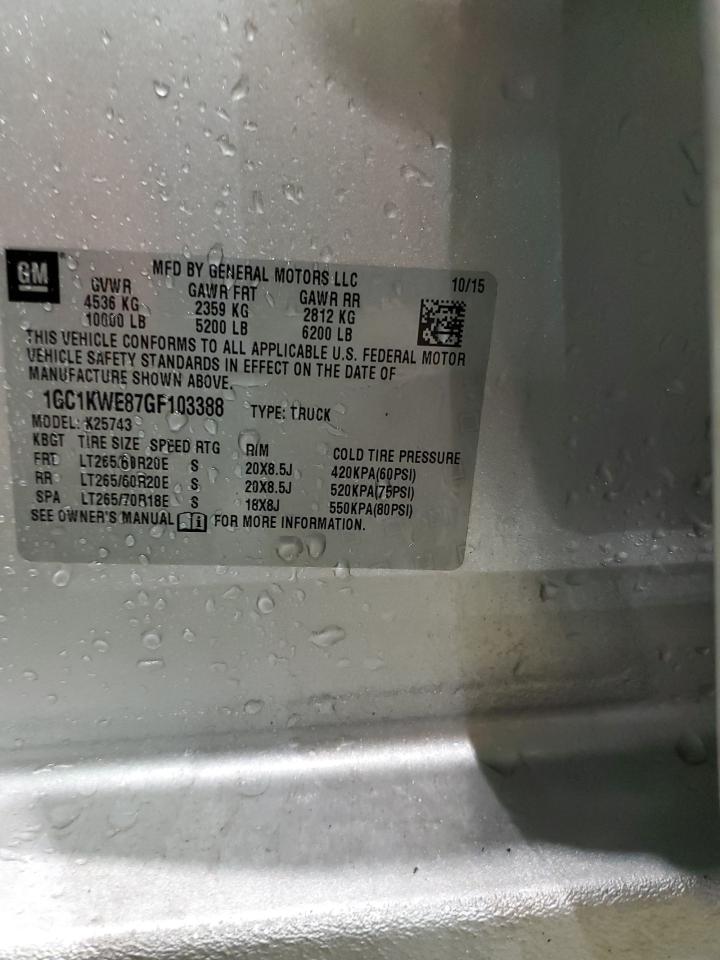 GM
MFD BY GENERAL MOTORS LLC 10/15
GVWR GAWR FRT GAWR RR
4536 KG 2359 KG 2812 KG
10000 LB 5200 LB 6200 LB
THIS VEHICLE CONFORMS TO ALL APPLICABLE U.S. FEDERAL MOTOR
VEHICLE SAFETY STANDARDS IN EFFECT ON THE DATE OF
MANUFACTURE SHOWN ABOVE.
1GC1KWE87GF103388 TYPE: TRUCK
MODEL: K25743
KBGT TIRE SIZE SPEED RTG RIM COLD TIRE PRESSURE
FRT LT265/60R20E S 20X8.5J 420KPA(60PSI)
RR LT265/60R20E S 20X8.5J 520KPA(75PSI)
SPA LT265/70R18E S 18X8J 550KPA(80PSI)
SEE OWNER'S MANUAL FOR MORE INFORMATION.